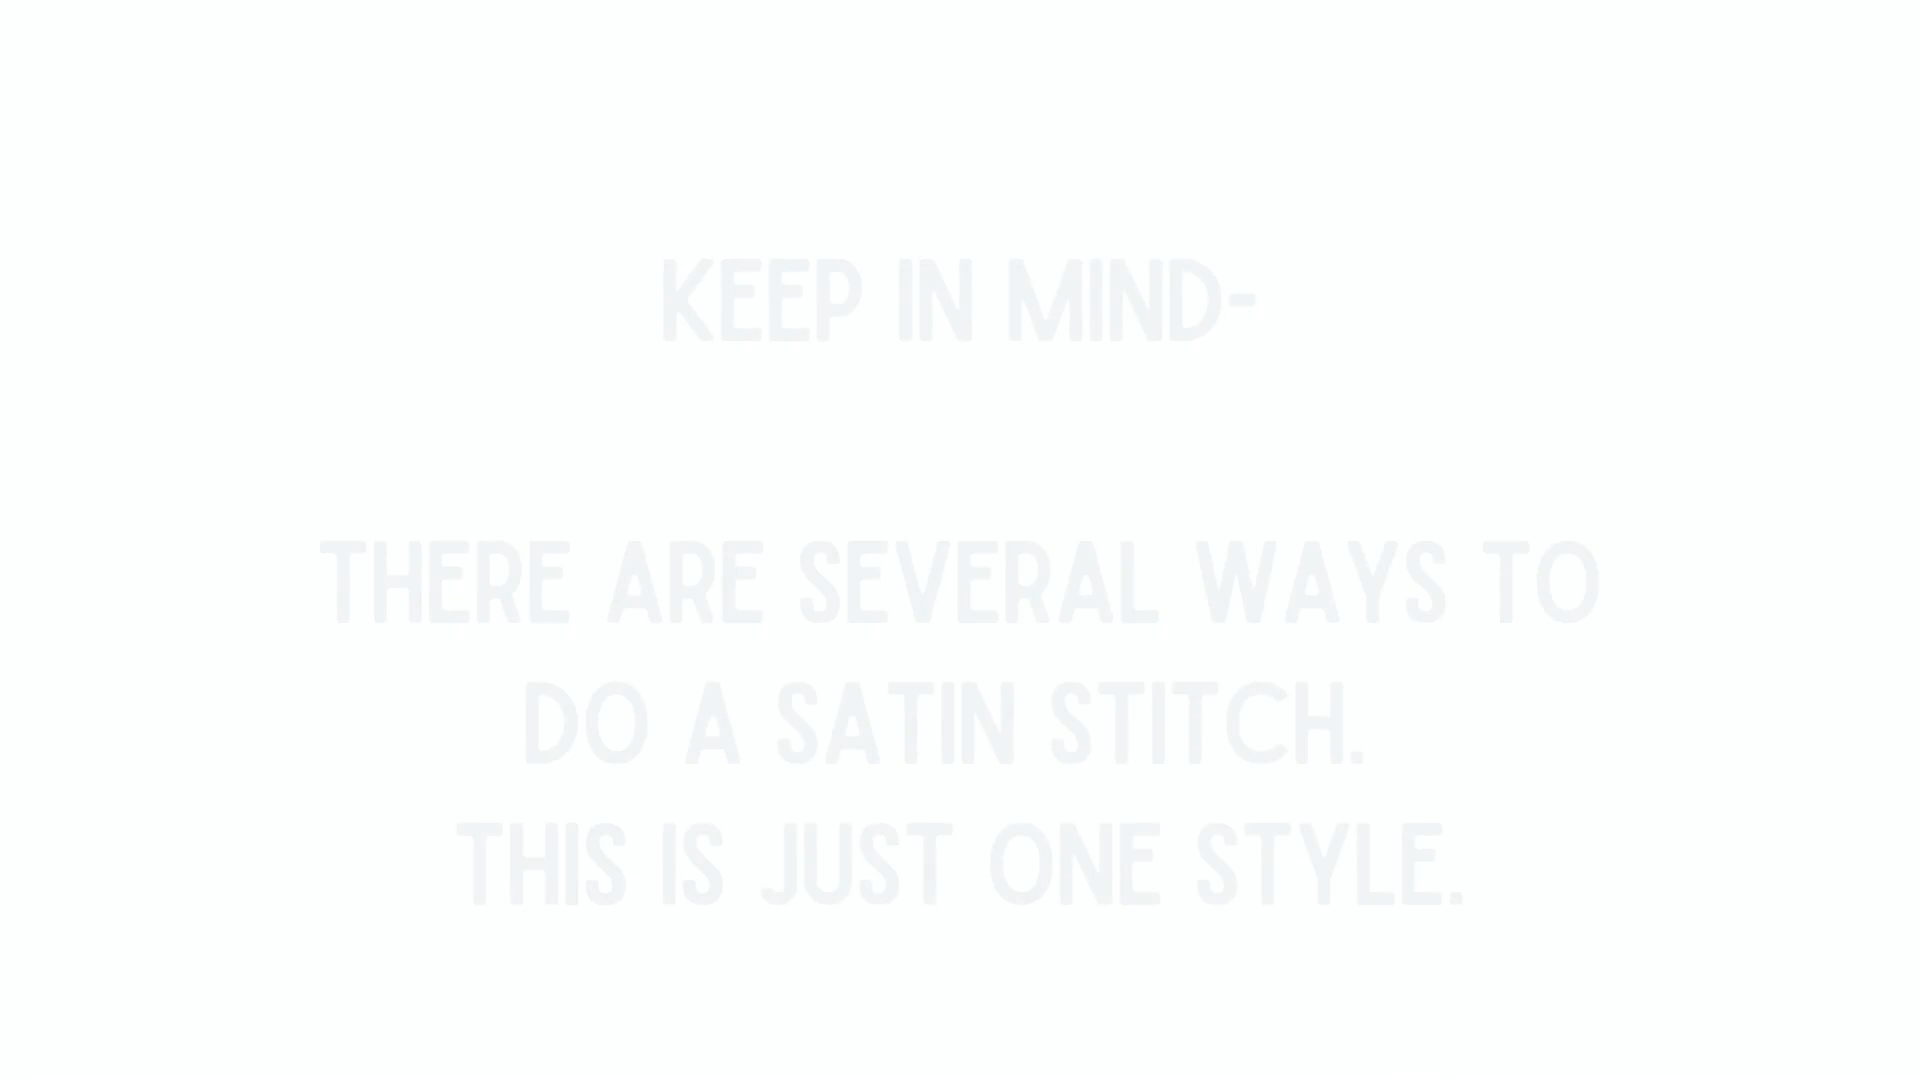 KEEP IN MIND-
THERE ARE SEVERAL WAYS TO
DO A SATIN STITCH.
THIS IS JUST ONE STYLE.